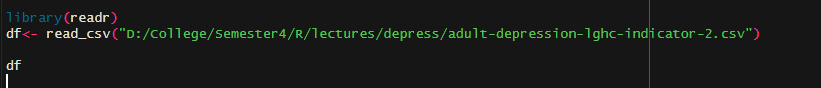 library(readr)
df<- read_csv("D:/College/Semester4/R/lectures/depress/adult-depression-lghc-indicator-2.csv")
df